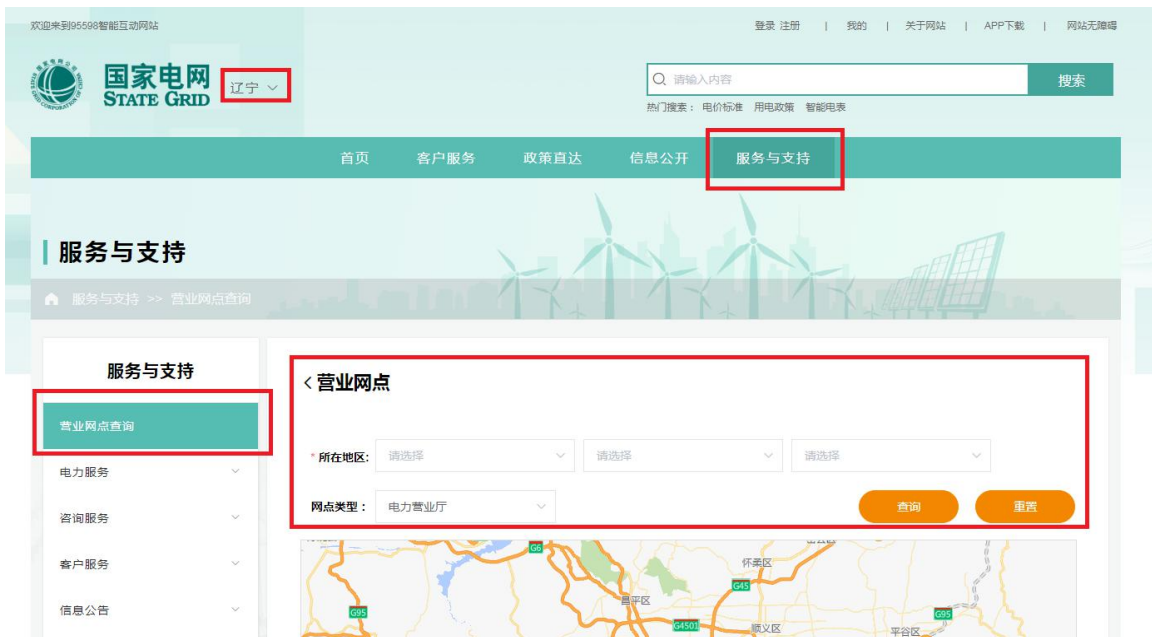 欢迎来到95598智能互动网站
登录 注册 | 我的 | 关于网站 | APP下载 | 网站无障碍
国家电网
STATE GRID
辽宁
请输入内容
搜索
热门搜索： 电价标准 用电政策 智能电表
首页 客户服务 政策直达 信息公开 服务与支持
服务与支持
服务与支持 >> 营业网点查询
服务与支持
营业网点查询
电力服务
咨询服务
客户服务
信息公告
<营业网点
* 所在地区: 请选择 请选择 请选择
网点类型： 电力营业厅 查询 重置
G6
怀柔区
G45
昌平区
G95
G95
G4501
顺义区
平谷区